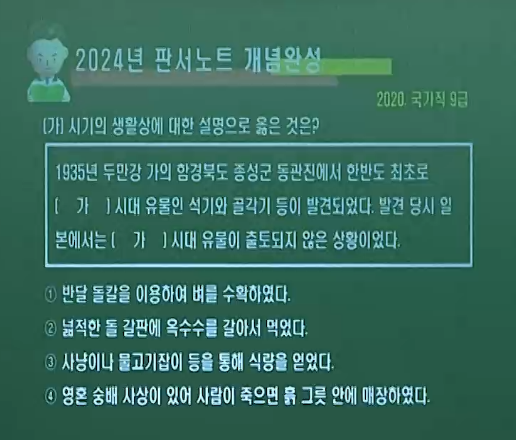 2024년 판서노트 개념완성
2020. 국가직 9급
(가) 시기의 생활상에 대한 설명으로 옳은 것은?
1935년 두만강 가의 함경북도 종성군 동관진에서 한반도 최초로
( 가 )시대 유물인 석기와 골각기 등이 발견되었다. 발견 당시 일
본에서는 ( 가 )시대 유물이 출토되지 않은 상황이었다.
① 반달 돌칼을 이용하여 벼를 수확하였다.
② 넓적한 돌 갈판에 옥수수를 갈아서 먹었다.
③ 사냥이나 물고기잡이 등을 통해 식량을 얻었다.
④ 영혼 숭배 사상이 있어 사람이 죽으면 흙 그릇 안에 매장하였다.